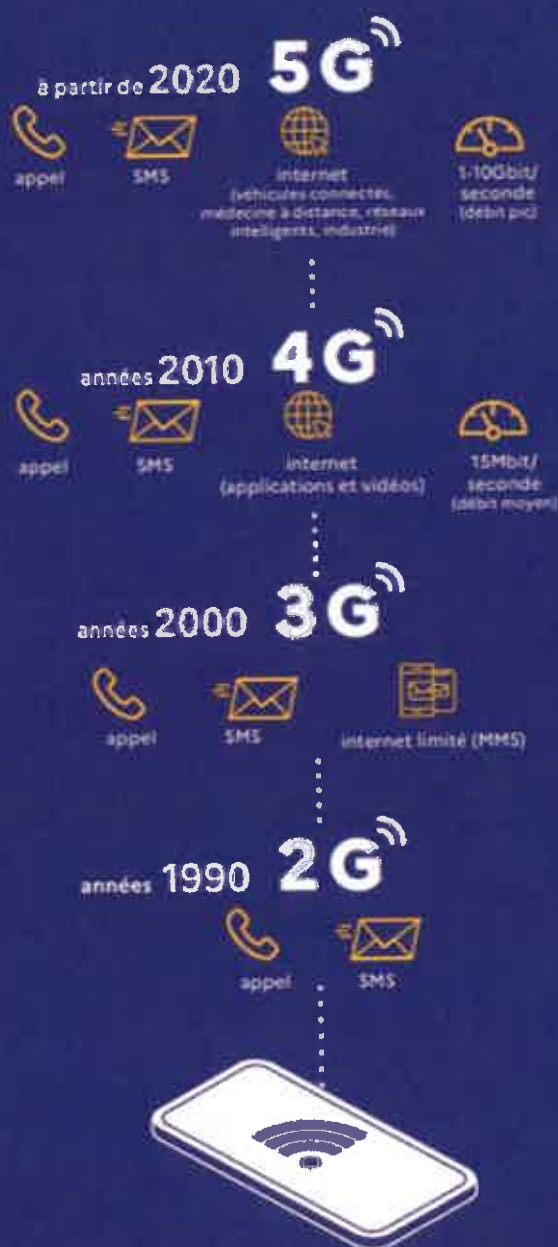 à partir de 2020 5G
appel
SMS
internet
(véhicules connectés,
médecine à distance, réseaux
intelligents, industrie)
1-10Gbit/
seconde
(débit pic)
années 2010 4G
appel
SMS
internet
(applications et vidéos)
15Mbit/
seconde
(débit moyen)
années 2000 3G
appel
SMS
internet limité (MMS)
années 1990 2G
appel
SMS